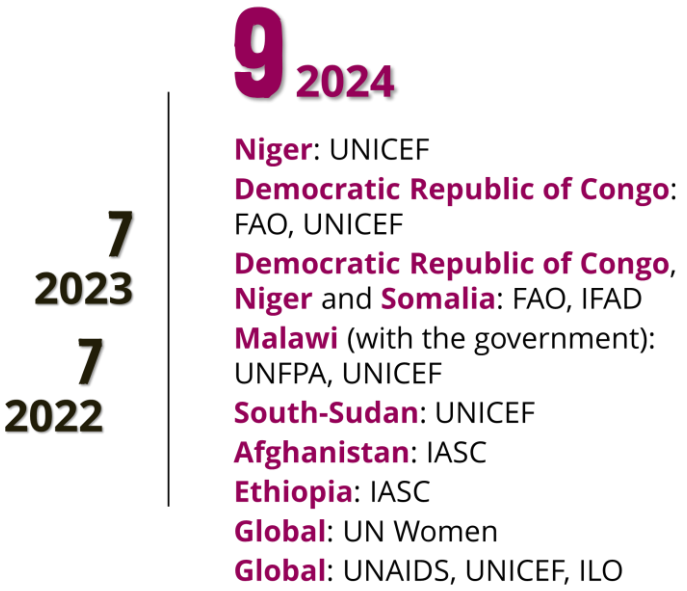 9 2024
Niger: UNICEF
Democratic Republic of Congo:
FAO, UNICEF
Democratic Republic of Congo,
Niger and Somalia: FAO, IFAD
Malawi (with the government):
UNFPA, UNICEF
South-Sudan: UNICEF
Afghanistan: IASC
Ethiopia: IASC
Global: UN Women
Global: UNAIDS, UNICEF, ILO
7
2023
7
2022